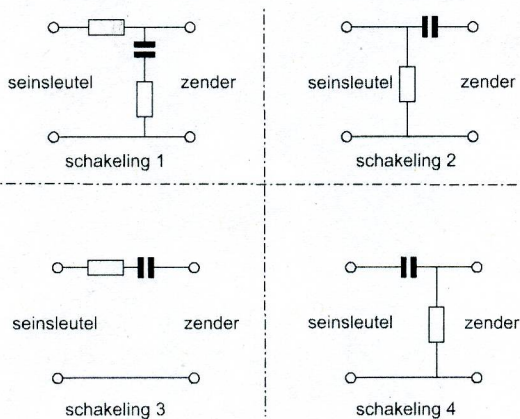 seinsleutel zender
seinsleutel zender
schakeling 1
schakeling 2
seinsleutel zender
seinsleutel zender
schakeling 3
schakeling 4